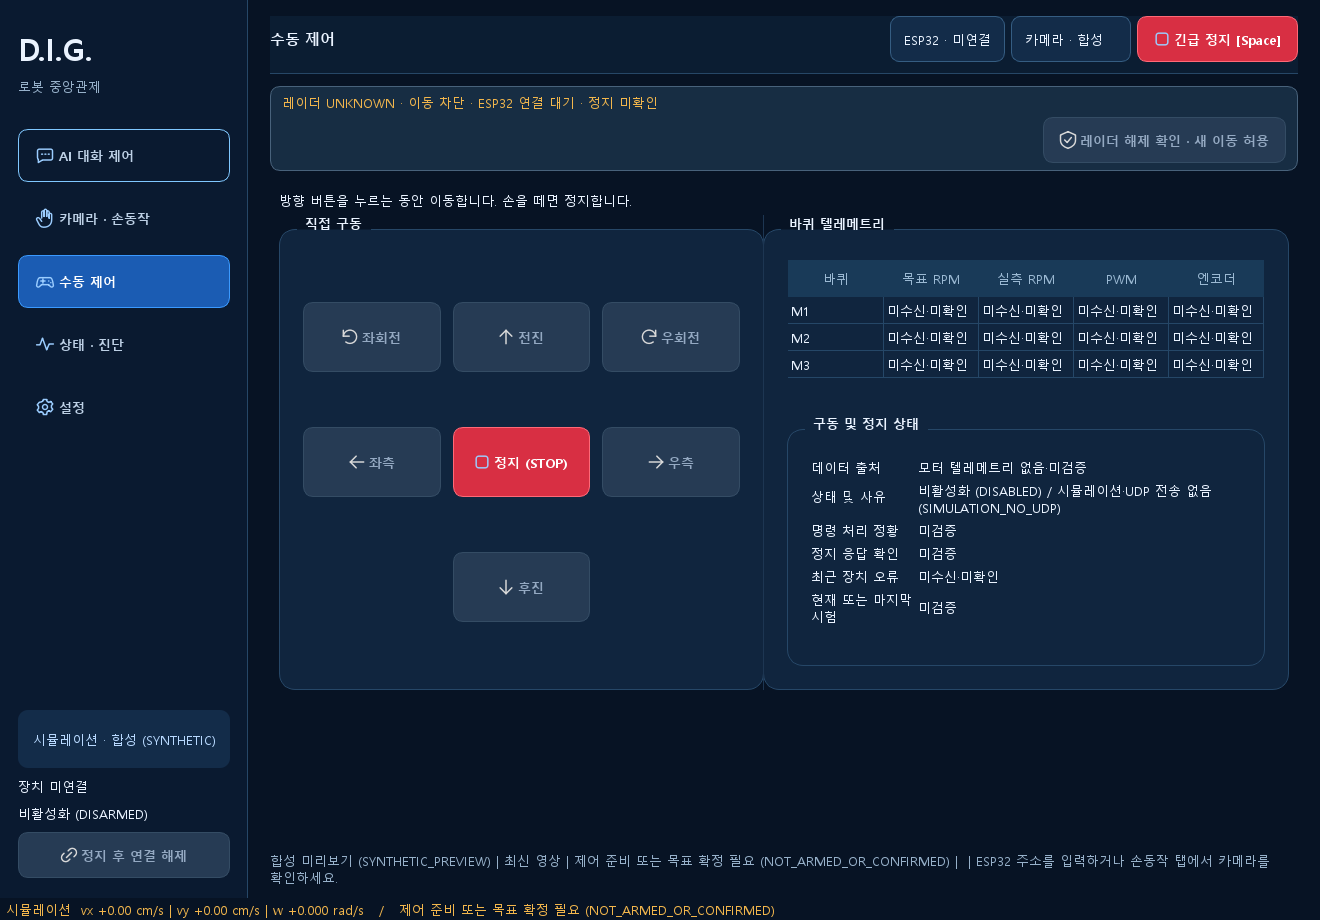 D.I.G.
로봇 중앙관제
AI 대화 제어
카메라 · 손동작
수동 제어
상태 · 진단
설정
시뮬레이션 · 합성 (SYNTHETIC)
장치 미연결
비활성화 (DISARMED)
정지 후 연결 해제
수동 제어
ESP32 · 미연결
카메라 · 합성
긴급 정지 [Space]
레이더 UNKNOWN · 이동 차단 · ESP32 연결 대기 · 정지 미확인
레이더 해제 확인 · 새 이동 허용
방향 버튼을 누르는 동안 이동합니다. 손을 떼면 정지합니다.
직접 구동
좌회전 전진 우회전
좌측 정지 (STOP) 우측
후진
바퀴 텔레메트리
바퀴 목표 RPM 실측 RPM PWM 엔코더
M1 미수신·미확인 미수신·미확인 미수신·미확인 미수신·미확인
M2 미수신·미확인 미수신·미확인 미수신·미확인 미수신·미확인
M3 미수신·미확인 미수신·미확인 미수신·미확인 미수신·미확인
구동 및 정지 상태
데이터 출처 모터 텔레메트리 없음·미검증
상태 및 사유 비활성화 (DISABLED) / 시뮬레이션·UDP 전송 없음
(SIMULATION_NO_UDP)
명령 처리 정황 미검증
정지 응답 확인 미검증
최근 장치 오류 미수신·미확인
현재 또는 마지막
시험 미검증
합성 미리보기 (SYNTHETIC_PREVIEW) | 최신 영상 | 제어 준비 또는 목표 확정 필요 (NOT_ARMED_OR_CONFIRMED) | | ESP32 주소를 입력하거나 손동작 탭에서 카메라를
확인하세요.
시뮬레이션 vx +0.00 cm/s | vy +0.00 cm/s | w +0.000 rad/s / 제어 준비 또는 목표 확정 필요 (NOT_ARMED_OR_CONFIRMED)